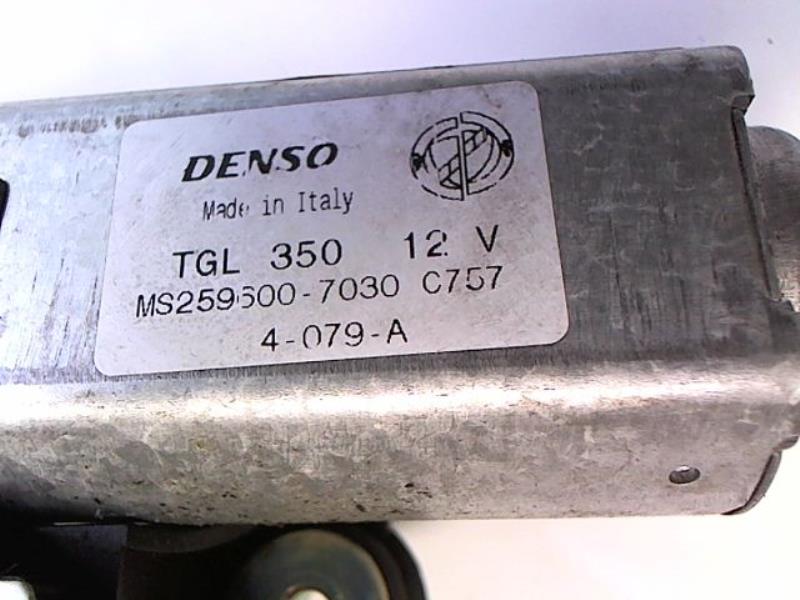 DENSO
Made in Italy
TGL 350 12 V
MS259600-7030 C757
4-079-A